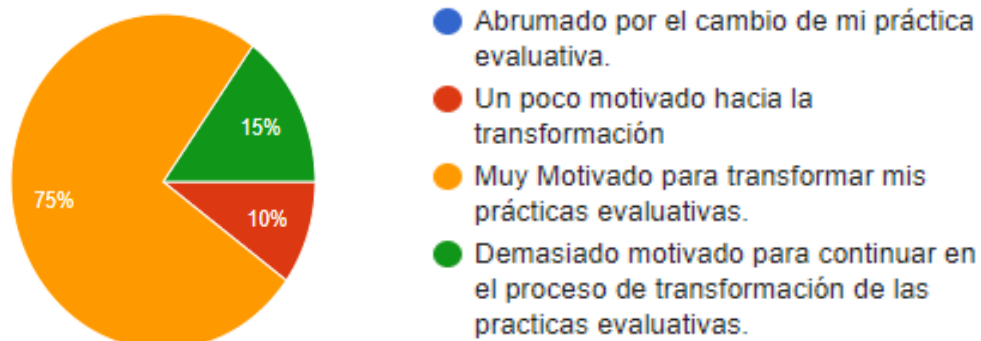 75%
15%
10%
Abrumado por el cambio de mi práctica
evaluativa.
Un poco motivado hacia la
transformación
Muy Motivado para transformar mis
prácticas evaluativas.
Demasiado motivado para continuar en
el proceso de transformación de las
practicas evaluativas.